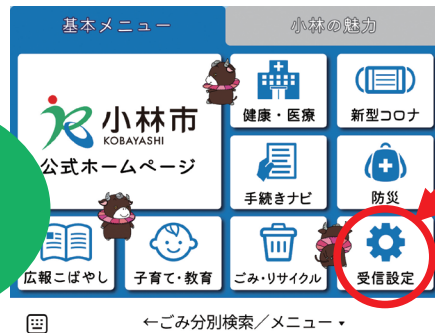 基本メニュー
小林の魅力
小林市
KOBAYASHI
公式ホームページ
健康・医療
新型コロナ
手続きナビ
防災
広報こばやし
子育て・教育
ごみ・リサイクル
受信設定
←ごみ分別検索／メニュー▼